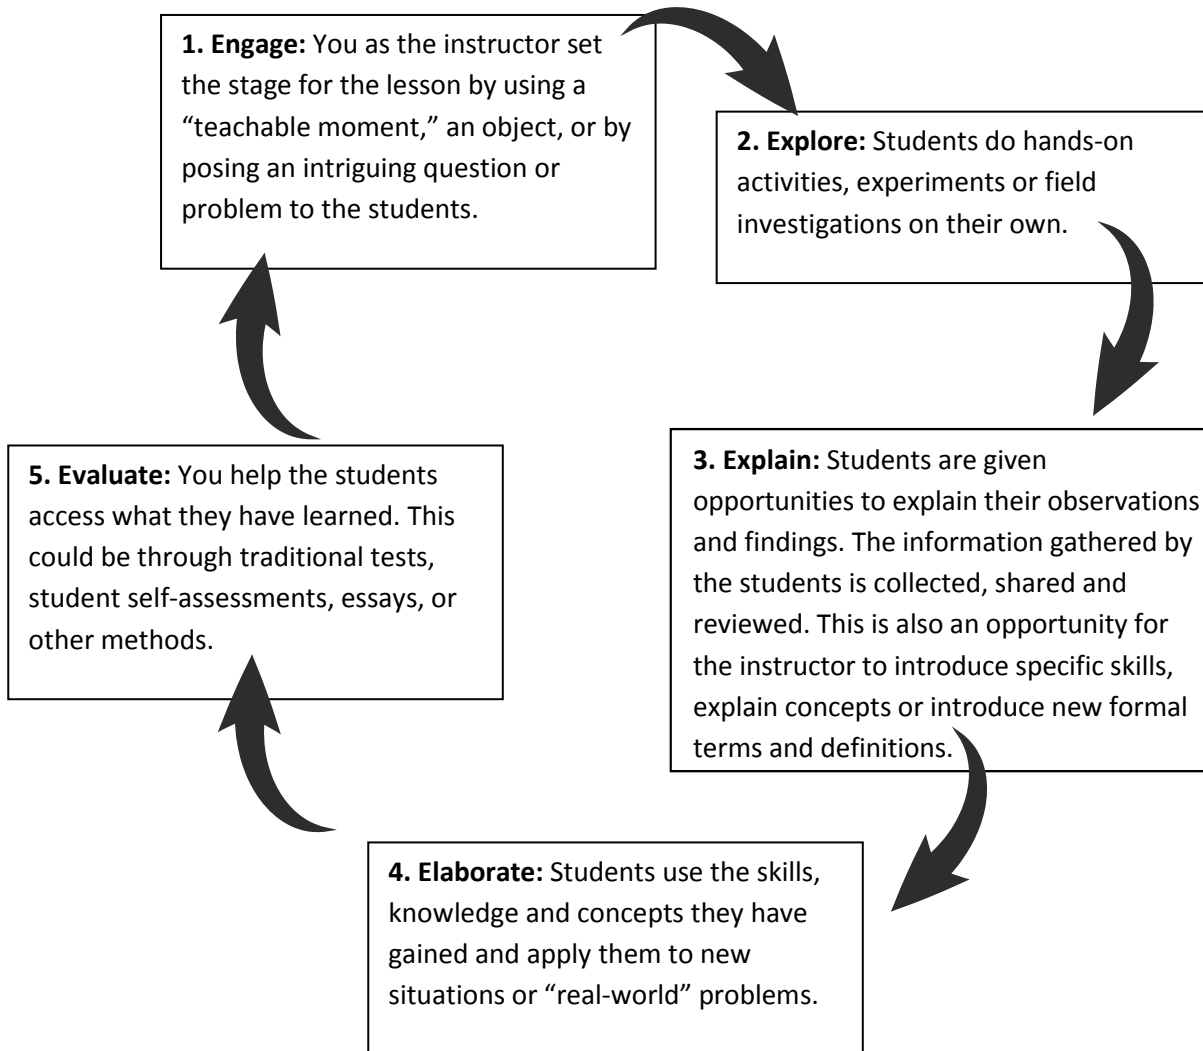 1. Engage: You as the instructor set
the stage for the lesson by using a
“teachable moment,” an object, or by
posing an intriguing question or
problem to the students.
2. Explore: Students do hands-on
activities, experiments or field
investigations on their own.
3. Explain: Students are given
opportunities to explain their observations
and findings. The information gathered by
the students is collected, shared and
reviewed. This is also an opportunity for
the instructor to introduce specific skills,
explain concepts or introduce new formal
terms and definitions.
4. Elaborate: Students use the skills,
knowledge and concepts they have
gained and apply them to new
situations or “real-world” problems.
5. Evaluate: You help the students
access what they have learned. This
could be through traditional tests,
student self-assessments, essays, or
other methods.